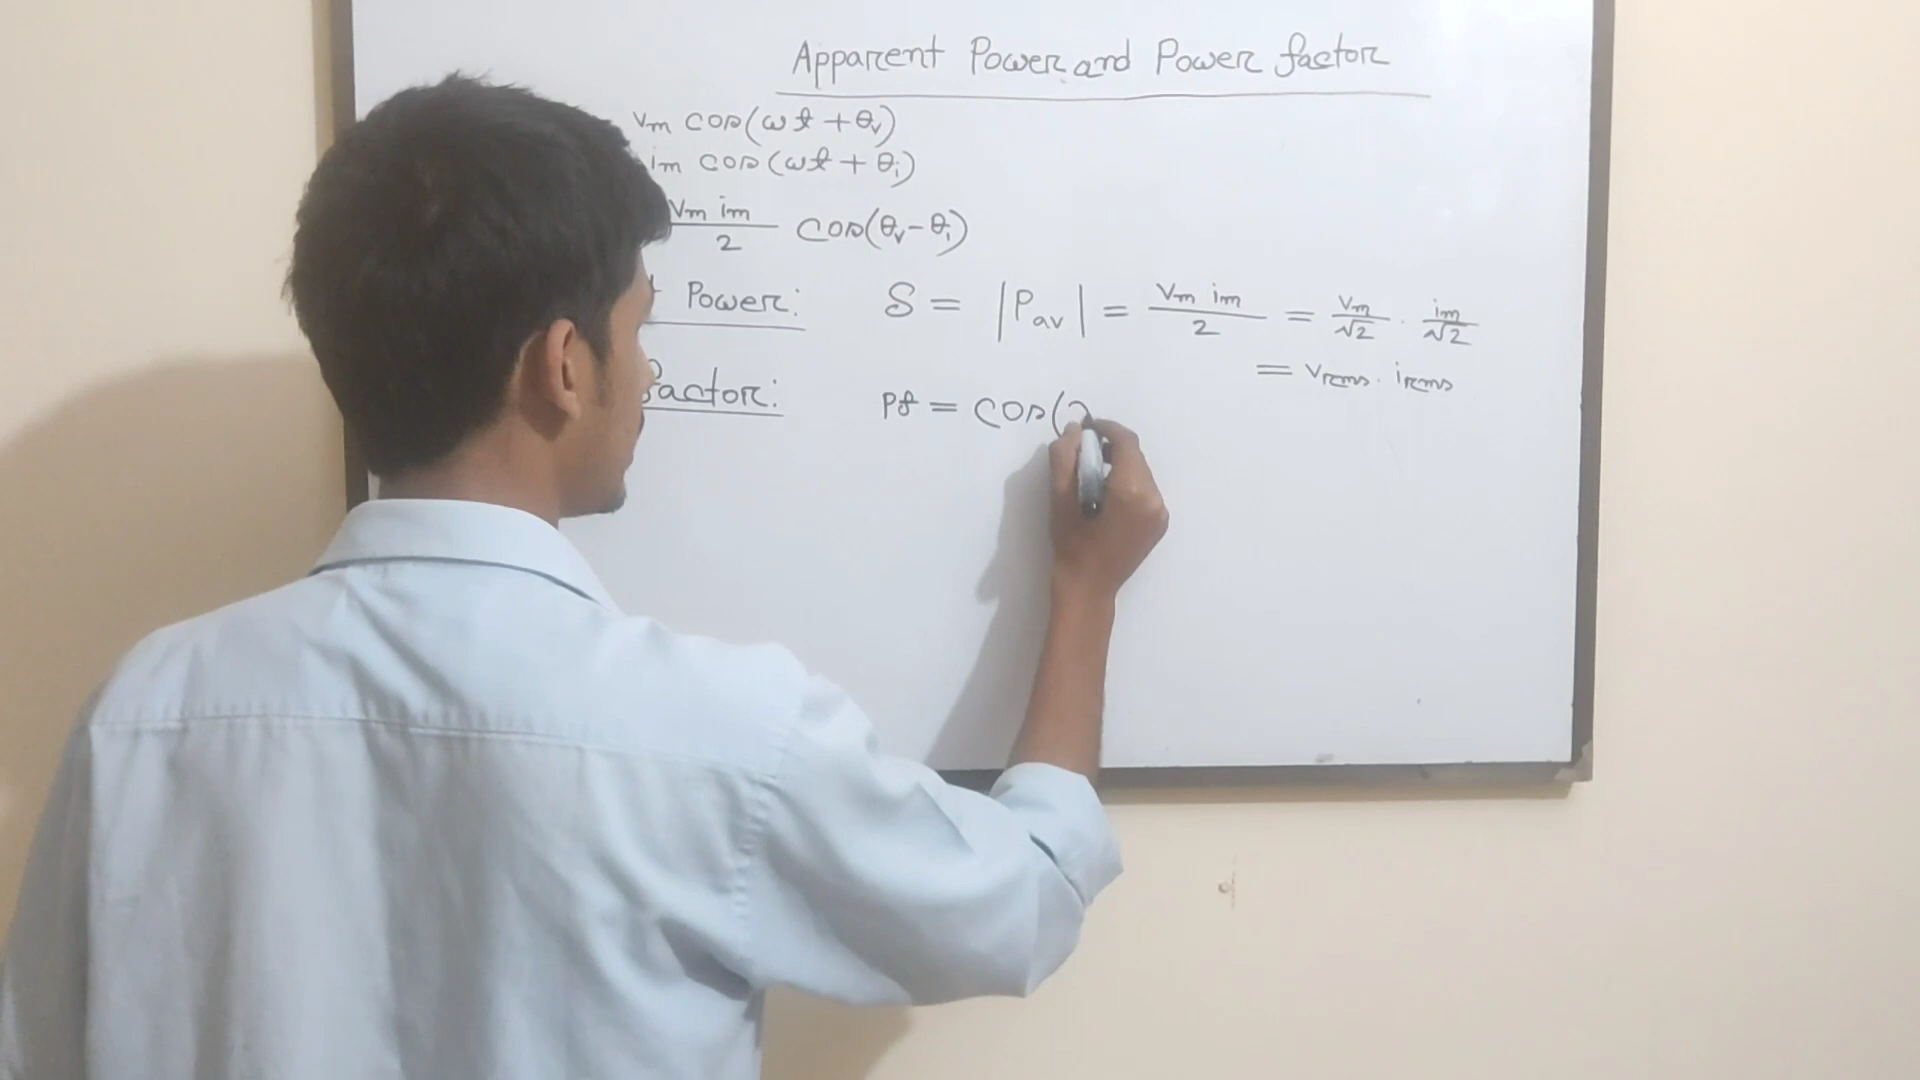 Apparent Power and Power factor
vm cos(ωt + θv)
im cos(ωt + θi)
vm im / 2 cos(θv - θi)
Power: S = |Pav| = vm im / 2 = vm/√2 . im/√2
= vrms . irms
factor: Pf = cos(